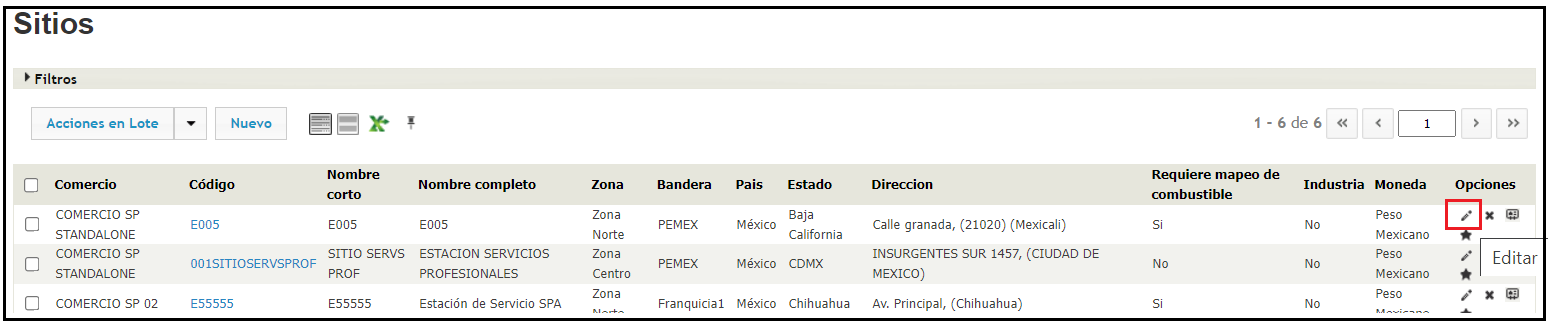 Sitios
Filtros
Acciones en Lote Nuevo 1 - 6 de 6 « < 1 > »
Comercio Código Nombre corto Nombre completo Zona Bandera Pais Estado Direccion Requiere mapeo de combustible Industria Moneda Opciones
COMERCIO SP STANDALONE E005 E005 E005 Zona Norte PEMEX México Baja California Calle granada, (21020) (Mexicali) Si No Peso Mexicano
COMERCIO SP STANDALONE 001SITIOSERVSPROF SITIO SERVS PROF ESTACION SERVICIOS PROFESIONALES Zona Centro PEMEX México CDMX INSURGENTES SUR 1457, (CIUDAD DE MEXICO) No No Peso Mexicano
Editar
COMERCIO SP 02 E55555 E55555 Estación de Servicio SPA Zona Norte Franquicia1 México Chihuahua Av. Principal, (Chihuahua) Si No Peso Mexicano